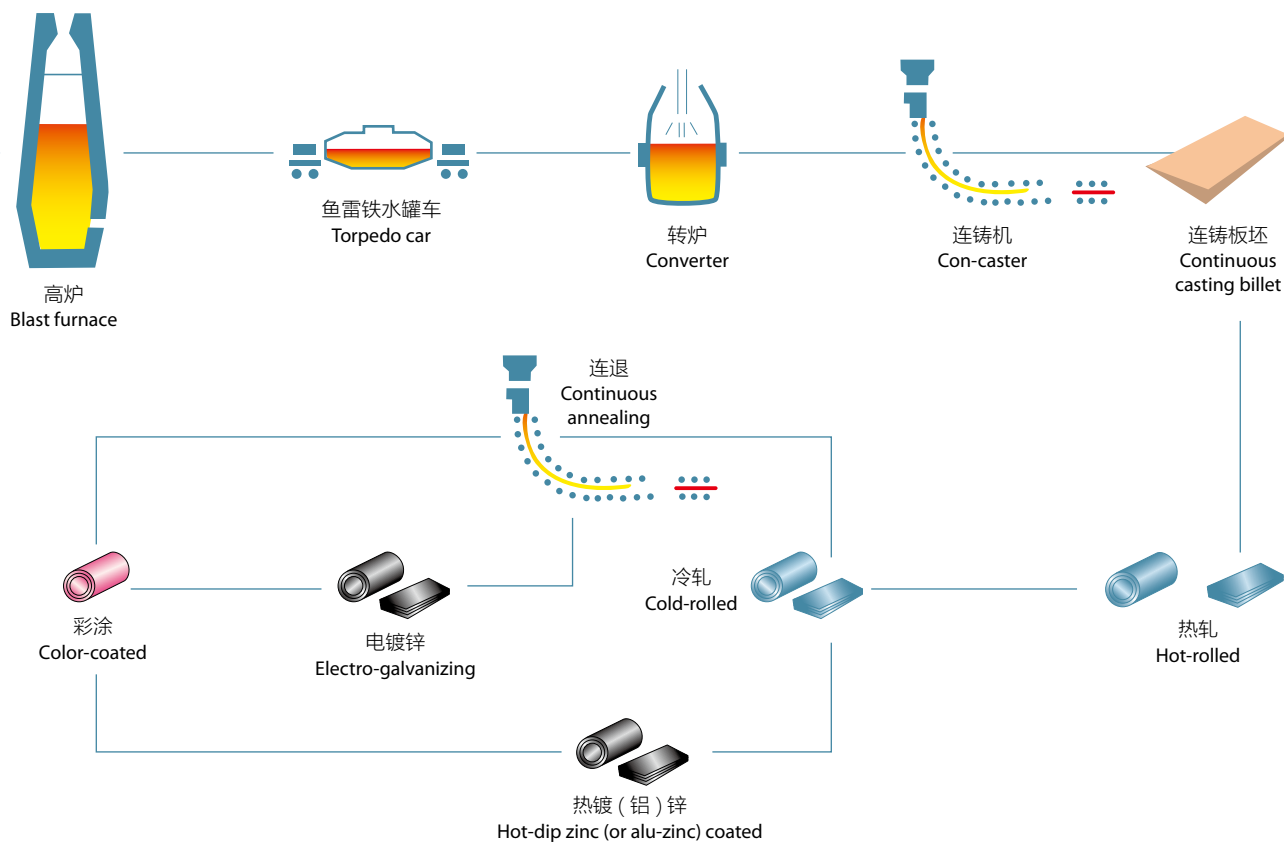 高炉
Blast furnace
鱼雷铁水罐车
Torpedo car
转炉
Converter
连铸机
Con-caster
连铸板坯
Continuous
casting billet
连退
Continuous
annealing
彩涂
Color-coated
电镀锌
Electro-galvanizing
冷轧
Cold-rolled
热轧
Hot-rolled
热镀 ( 铝 ) 锌
Hot-dip zinc (or alu-zinc) coated